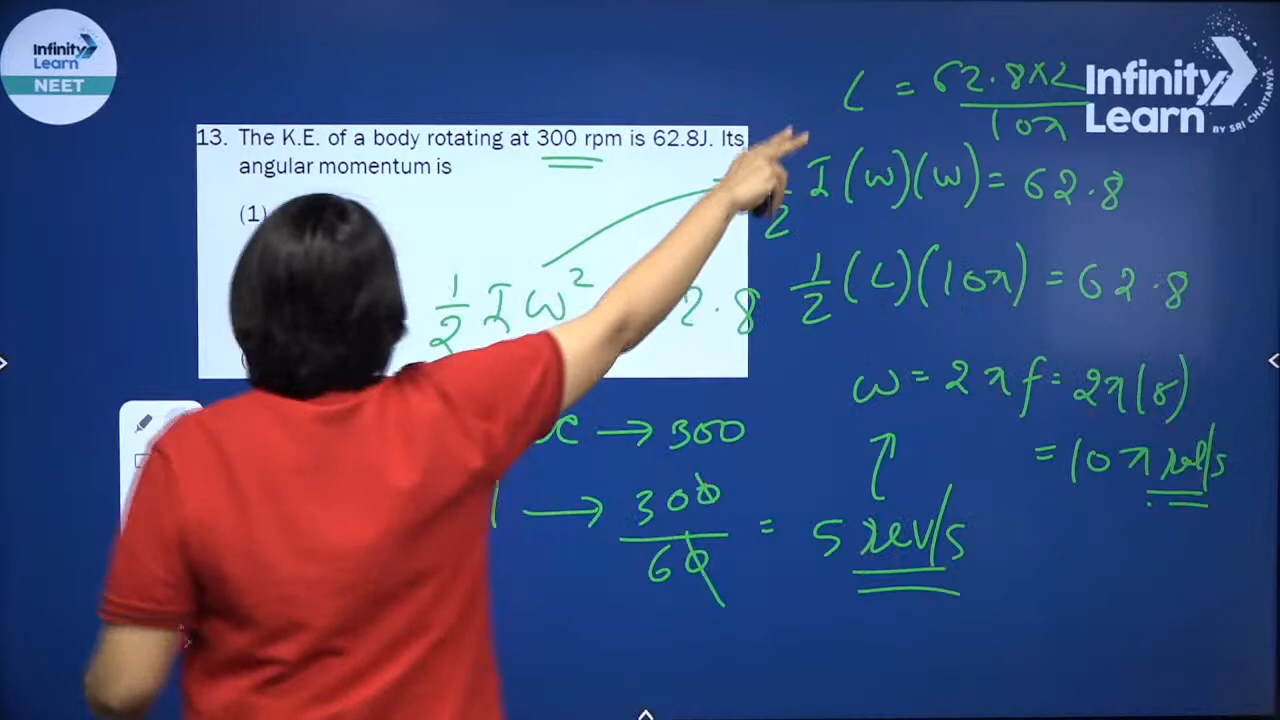 Infinity
Learn
NEET
Infinity
Learn
BY SRI CHAITANYA
13. The K.E. of a body rotating at 300 rpm is 62.8J. Its
angular momentum is
(1)
L = 62.8×2
10π
1/2 I(ω)(ω) = 62.8
1/2 (L)(10π) = 62.8
1/2 I ω²
2.8
ω = 2πf = 2π(5)
= 10π rad/s
→ 300
→ 300/60 = 5 rev/s